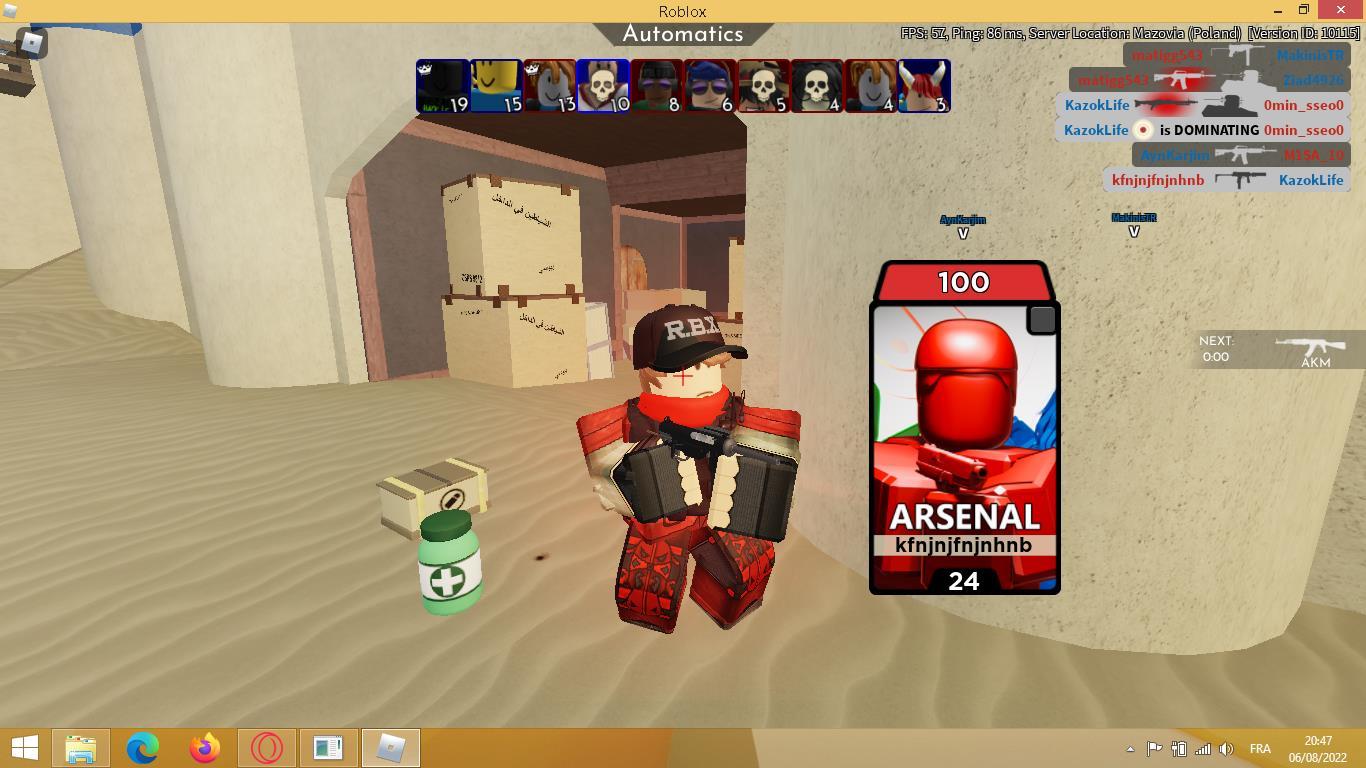 Roblox
Automatics
FPS: 57, Ping: 86 ms, Server Location: Mazovia (Poland) [Version ID: 10115]
19 15 13 10 8 6 5 4 4 3
matigg543 MakinisTR
matigg543 Ziad4926
KazokLife 0min_sseo0
KazokLife is DOMINATING 0min_sseo0
AynKarjim M1SA_10
kfnjnjfnjnhnb KazokLife
AynKarjim
V
MakinisTR
V
100
NEXT:
0:00
AKM
R.B.X
ARSENAL
kfnjnjfnjnhnb
24
FRA
20:47
06/08/2022